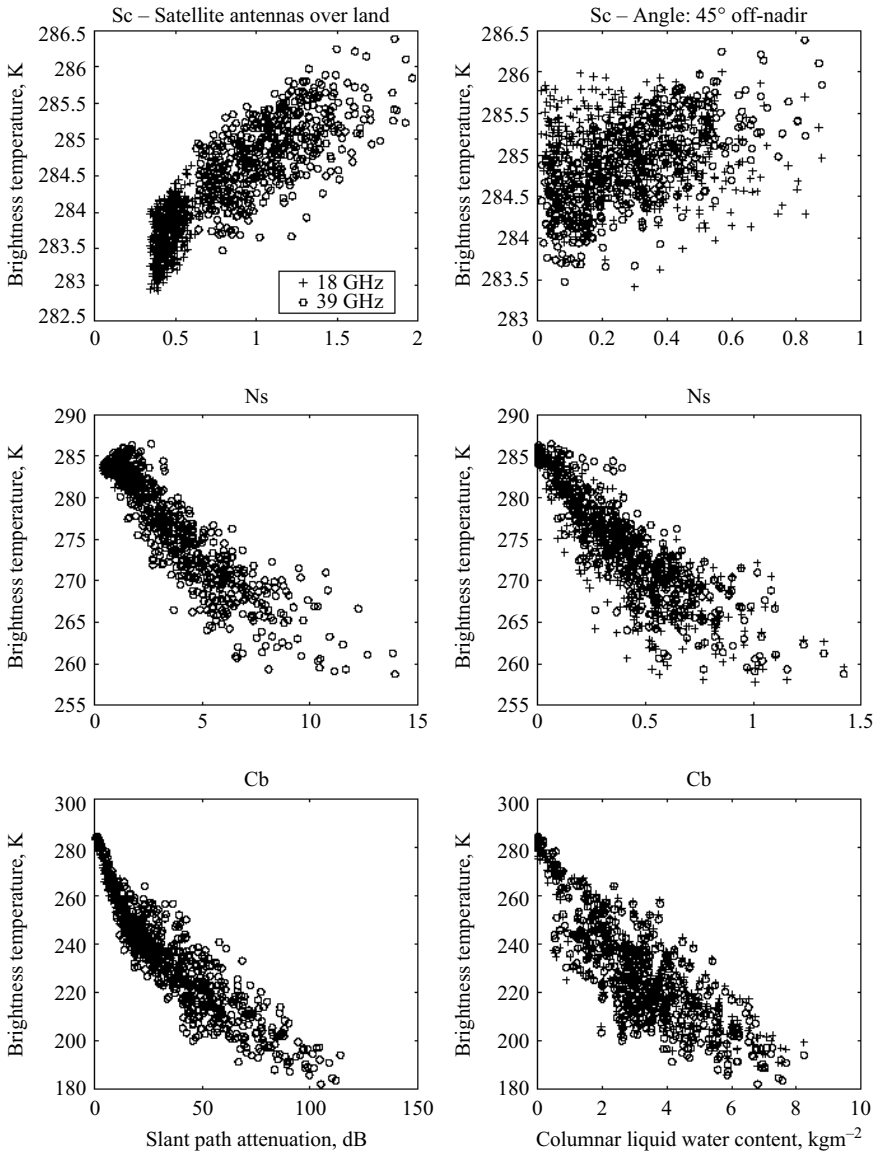 Sc – Satellite antennas over land
286.5
286
285.5
285
284.5
284
283.5
283
282.5
Brightness temperature, K
+ 18 GHz
39 GHz
0 0.5 1 1.5 2
Sc – Angle: 45° off-nadir
286.5
286
285.5
285
284.5
284
283.5
283
Brightness temperature, K
0 0.2 0.4 0.6 0.8 1
Ns
290
285
280
275
270
265
260
255
Brightness temperature, K
0 5 10 15
Ns
290
285
280
275
270
265
260
255
Brightness temperature, K
0 0.5 1 1.5
Cb
300
280
260
240
220
200
180
Brightness temperature, K
0 50 100 150
Slant path attenuation, dB
Cb
300
280
260
240
220
200
180
Brightness temperature, K
0 2 4 6 8 10
Columnar liquid water content, kgm⁻²